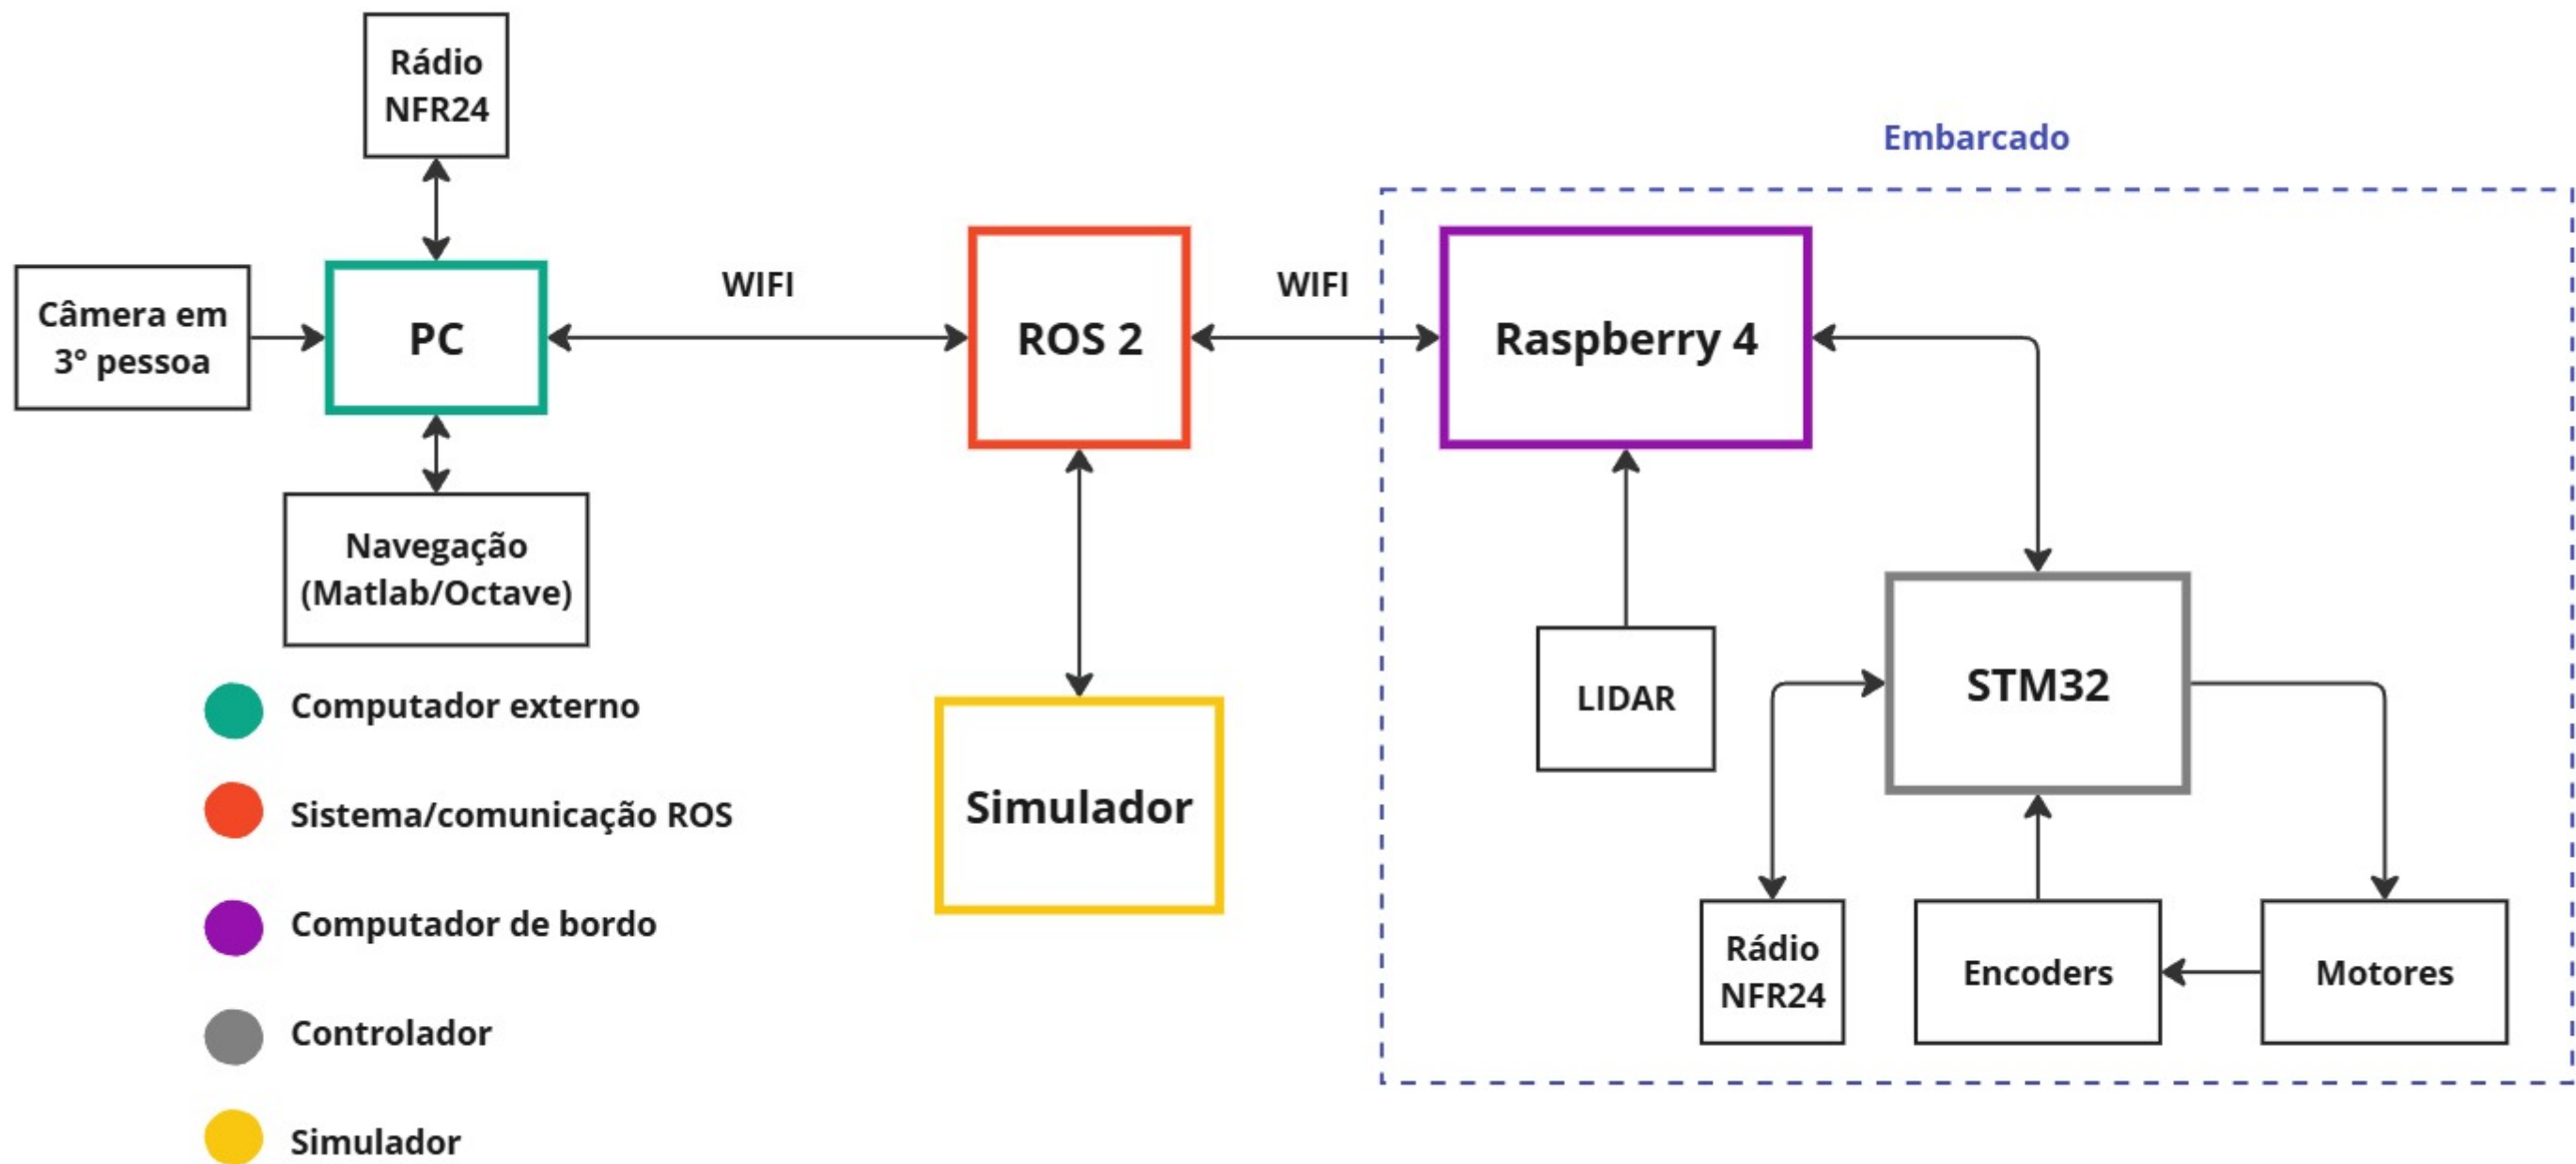 Rádio
NFR24
Embarcado
Câmera em
3° pessoa
PC
WIFI
ROS 2
WIFI
Raspberry 4
Navegação
(Matlab/Octave)
LIDAR
STM32
Simulador
Rádio
NFR24
Encoders
Motores
Computador externo
Sistema/comunicação ROS
Computador de bordo
Controlador
Simulador